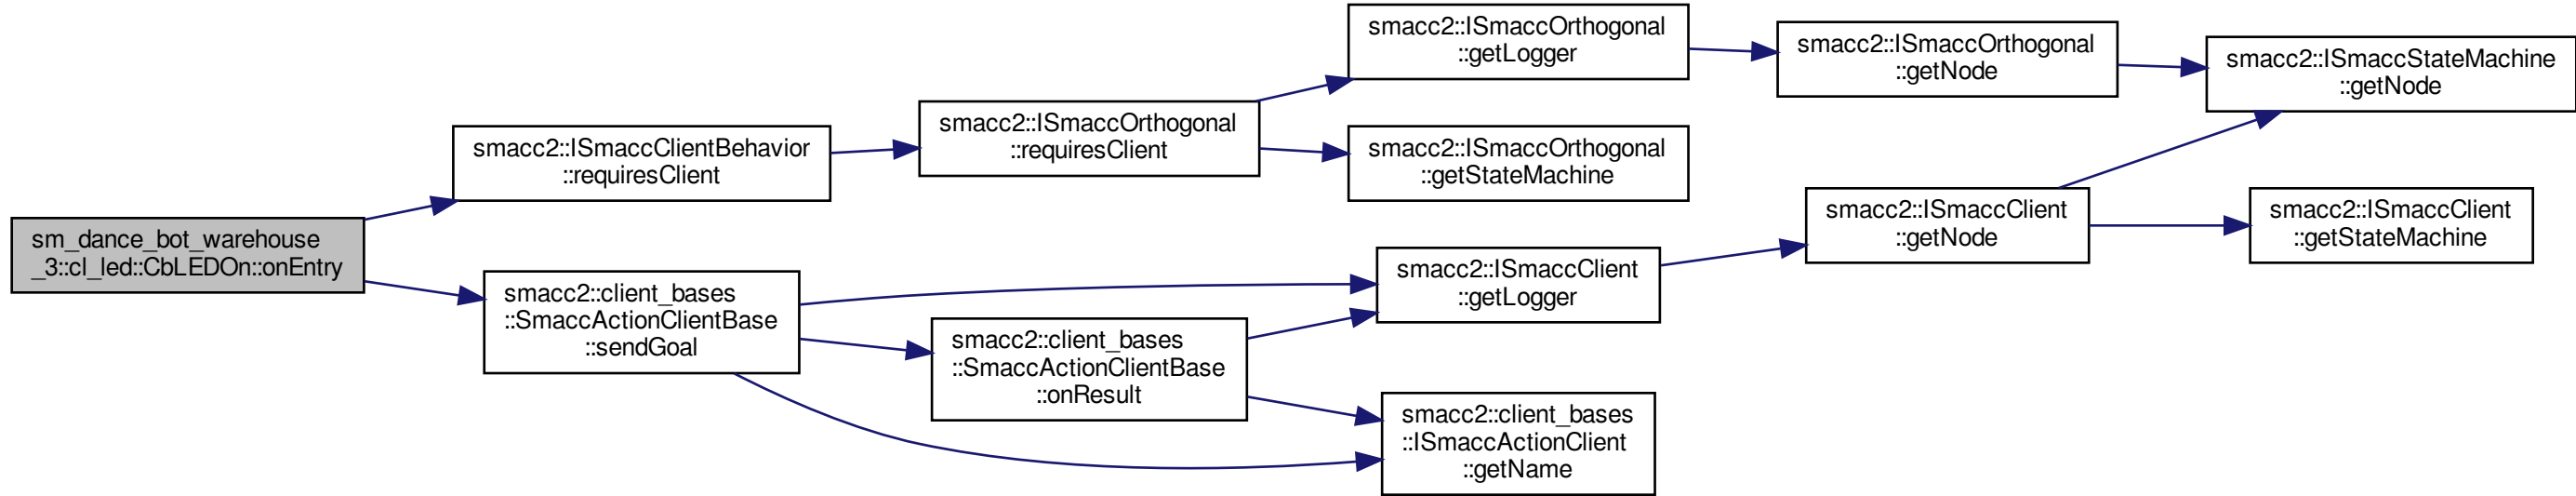 sm_dance_bot_warehouse
_3::cl_led::CbLEDOn::onEntry
smacc2::ISmaccClientBehavior
::requiresClient
smacc2::ISmaccOrthogonal
::requiresClient
smacc2::ISmaccOrthogonal
::getLogger
smacc2::ISmaccOrthogonal
::getNode
smacc2::ISmaccStateMachine
::getNode
smacc2::ISmaccOrthogonal
::getStateMachine
smacc2::client_bases
::SmaccActionClientBase
::sendGoal
smacc2::ISmaccClient
::getLogger
smacc2::ISmaccClient
::getNode
smacc2::ISmaccClient
::getStateMachine
smacc2::client_bases
::SmaccActionClientBase
::onResult
smacc2::client_bases
::ISmaccActionClient
::getName